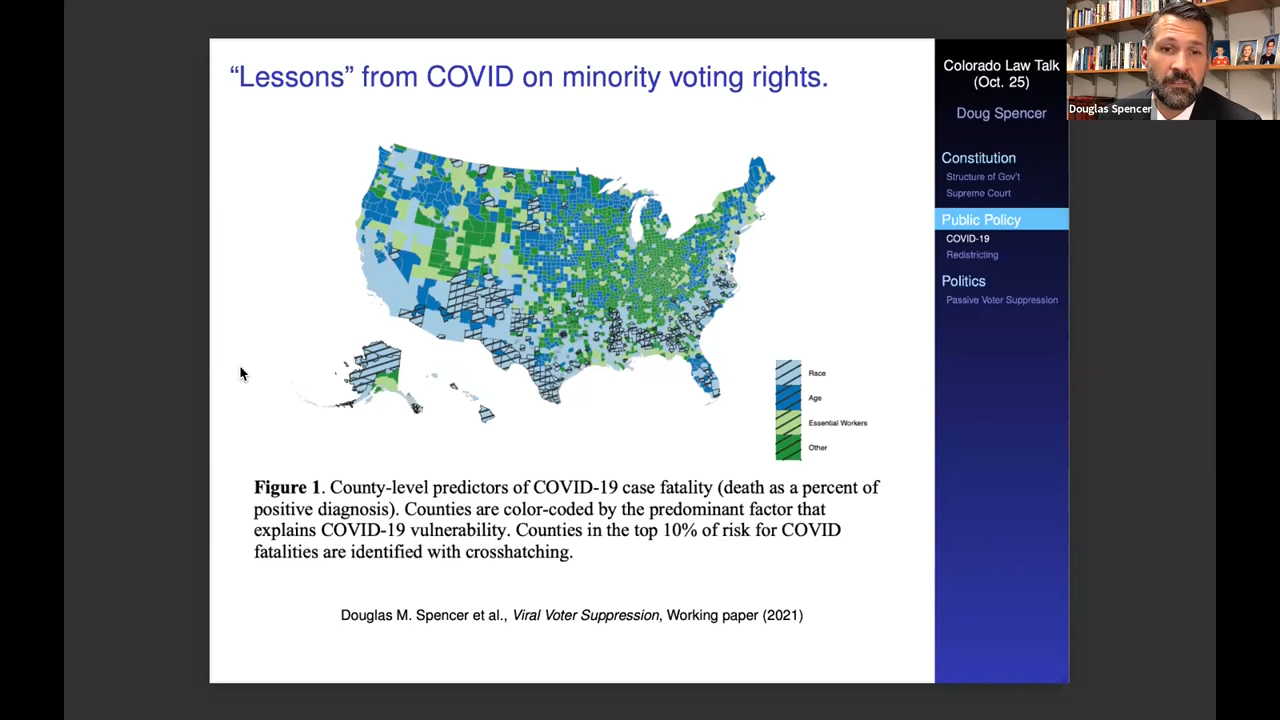 “Lessons” from COVID on minority voting rights.
Race
Age
Essential Workers
Other
Figure 1. County-level predictors of COVID-19 case fatality (death as a percent of
positive diagnosis). Counties are color-coded by the predominant factor that
explains COVID-19 vulnerability. Counties in the top 10% of risk for COVID
fatalities are identified with crosshatching.
Douglas M. Spencer et al., Viral Voter Suppression, Working paper (2021)
Colorado Law Talk
(Oct. 25)
Doug Spencer
Constitution
Structure of Gov't
Supreme Court
Public Policy
COVID-19
Redistricting
Politics
Passive Voter Suppression
Douglas Spencer